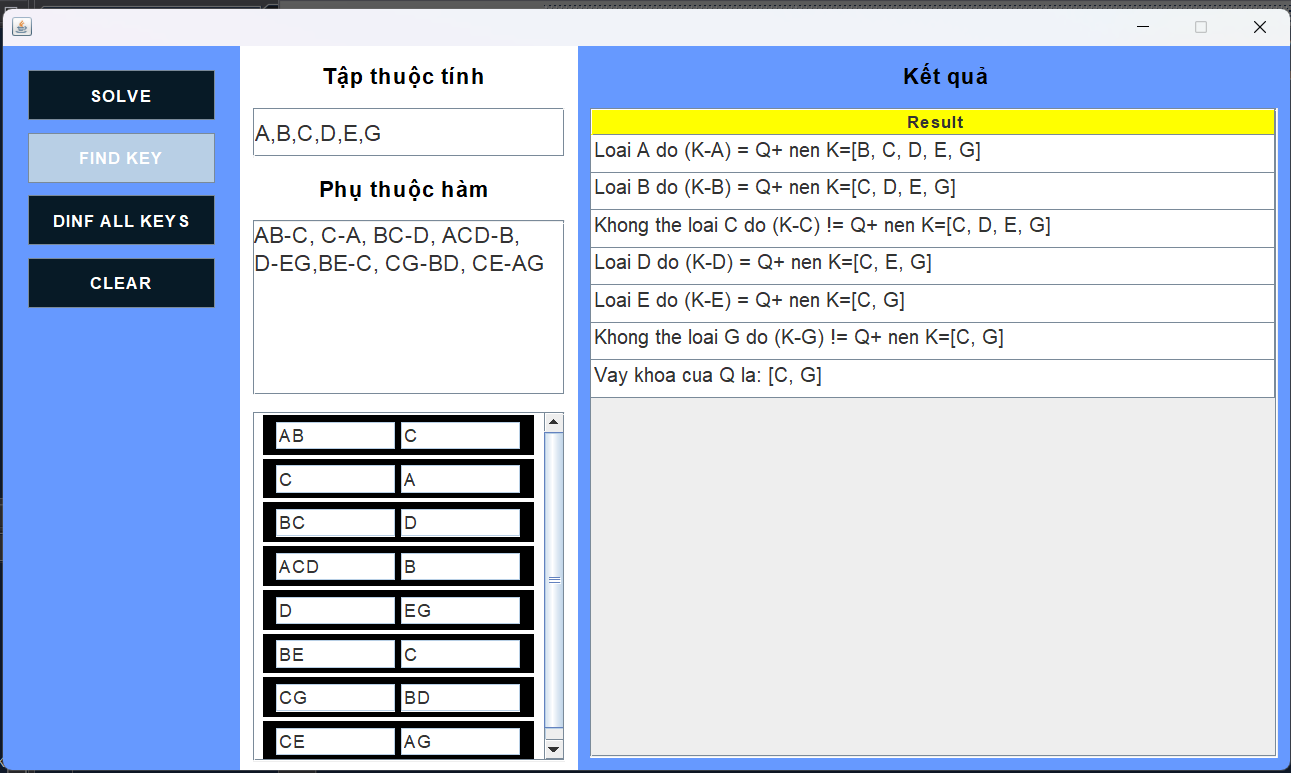 SOLVE
FIND KEY
DINF ALL KEYS
CLEAR
Tập thuộc tính
A,B,C,D,E,G
Phụ thuộc hàm
AB-C, C-A, BC-D, ACD-B,
D-EG,BE-C, CG-BD, CE-AG
AB C
C A
BC D
ACD B
D EG
BE C
CG BD
CE AG
Kết quả
Result
Loai A do (K-A) = Q+ nen K=[B, C, D, E, G]
Loai B do (K-B) = Q+ nen K=[C, D, E, G]
Khong the loai C do (K-C) != Q+ nen K=[C, D, E, G]
Loai D do (K-D) = Q+ nen K=[C, E, G]
Loai E do (K-E) = Q+ nen K=[C, G]
Khong the loai G do (K-G) != Q+ nen K=[C, G]
Vay khoa cua Q la: [C, G]